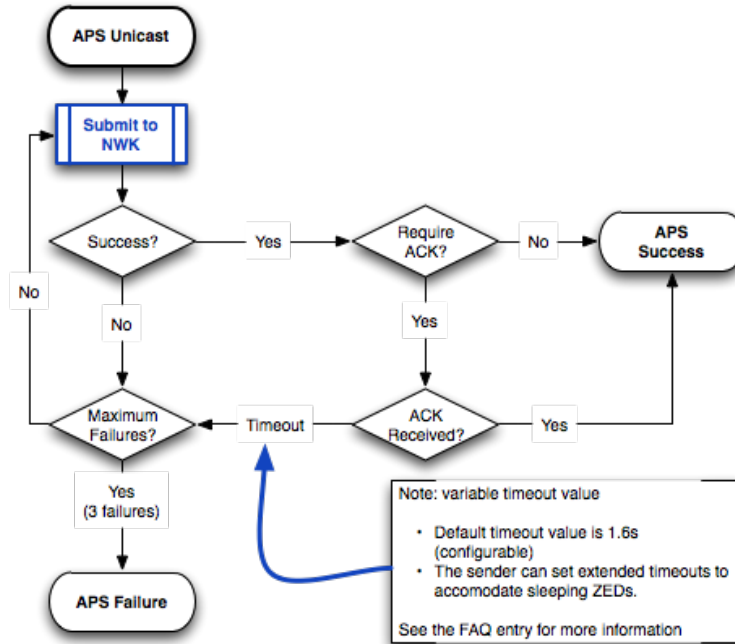 APS Unicast
Submit to
NWK
Success?
Yes
Require
ACK?
No
APS
Success
No
No
Yes
Maximum
Failures?
Timeout
ACK
Received?
Yes
Yes
(3 failures)
APS Failure
Note: variable timeout value
• Default timeout value is 1.6s
(configurable)
• The sender can set extended timeouts to
accomodate sleeping ZEDs.
See the FAQ entry for more information